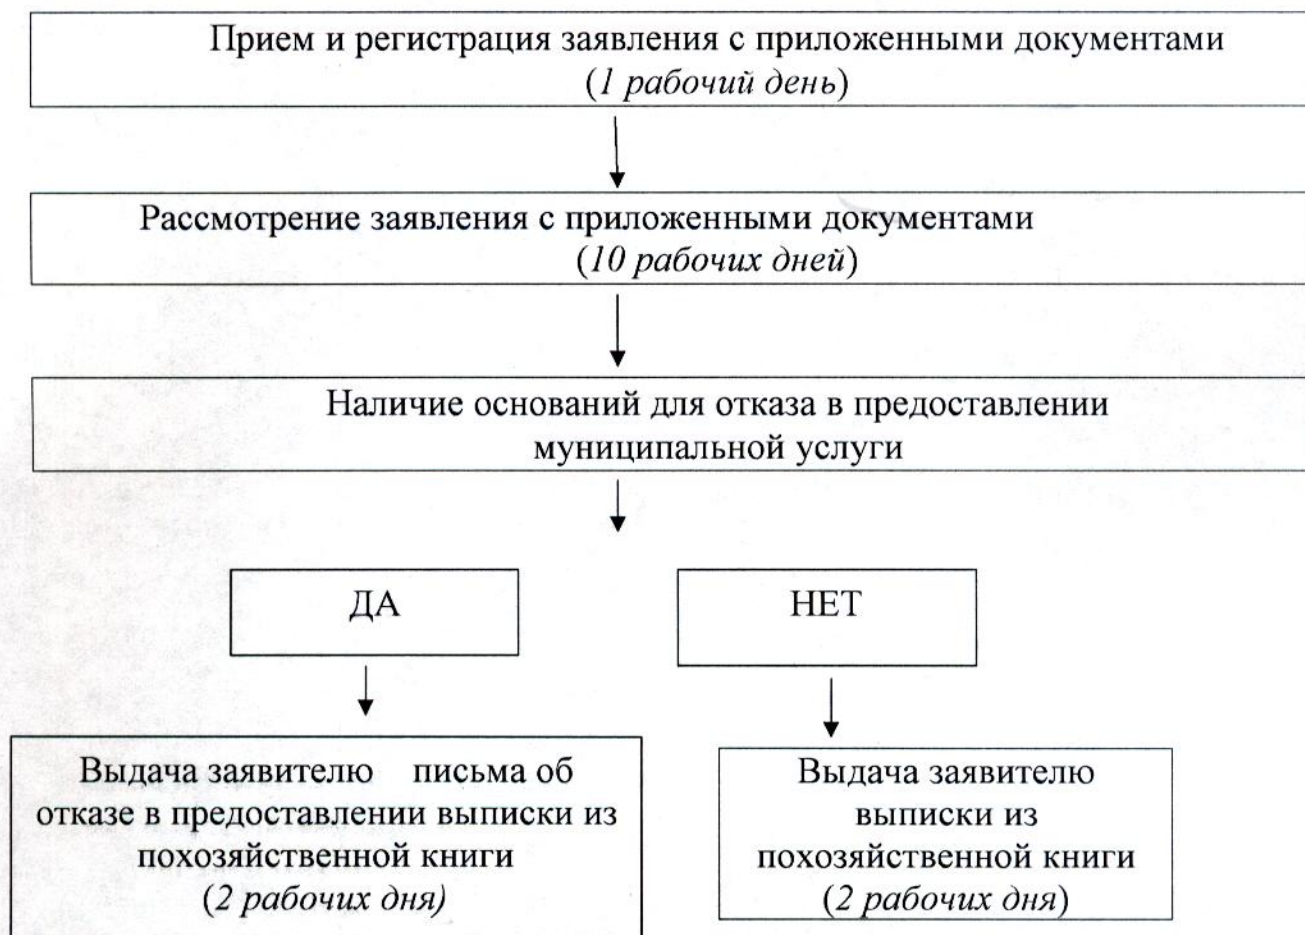 Прием и регистрация заявления с приложенными документами
(1 рабочий день)
Рассмотрение заявления с приложенными документами
(10 рабочих дней)
Наличие оснований для отказа в предоставлении
муниципальной услуги
ДА
НЕТ
Выдача заявителю письма об
отказе в предоставлении выписки из
похозяйственной книги
(2 рабочих дня)
Выдача заявителю
выписки из
похозяйственной книги
(2 рабочих дня)